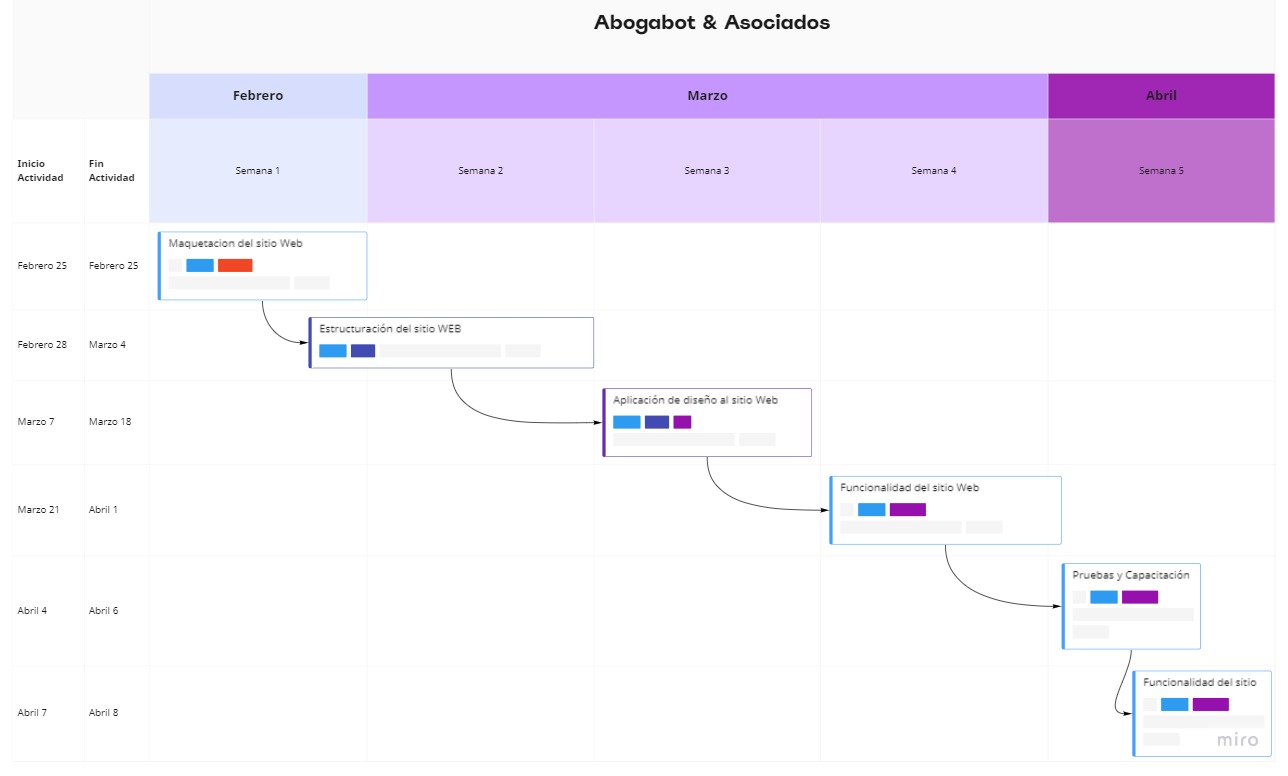 Abogabot & Asociados
Febrero
Marzo
Abril
Inicio
Actividad
Fin
Actividad
Semana 1
Semana 2
Semana 3
Semana 4
Semana 5
Febrero 25
Febrero 25
Maquetacion del sitio Web
Febrero 28
Marzo 4
Estructuración del sitio WEB
Marzo 7
Marzo 18
Aplicación de diseño al sitio Web
Marzo 21
Abril 1
Funcionalidad del sitio Web
Abril 4
Abril 6
Pruebas y Capacitación
Abril 7
Abril 8
Funcionalidad del sitio
miro